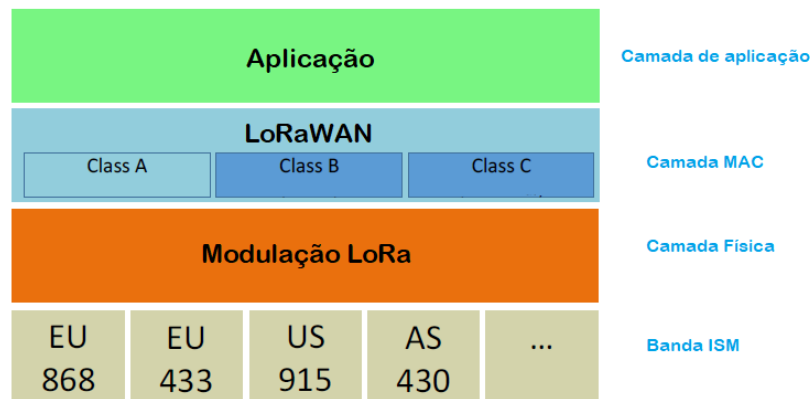 Aplicação
Camada de aplicação
LoRaWAN
Class A
Class B
Class C
Camada MAC
Modulação LoRa
Camada Física
EU
868
EU
433
US
915
AS
430
...
Banda ISM